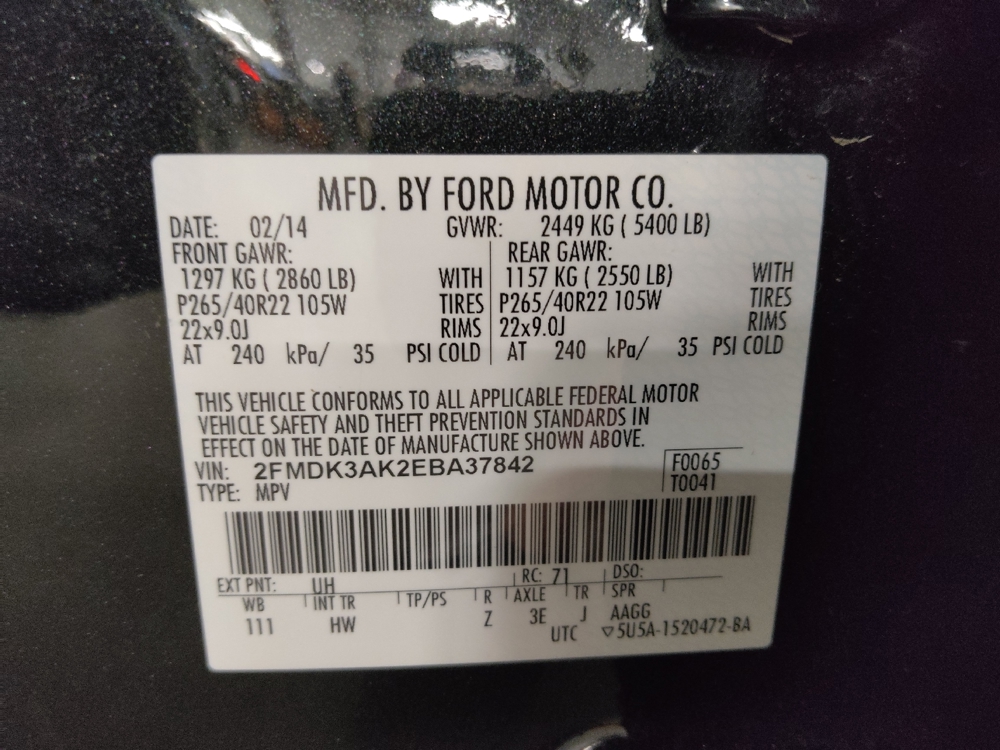 MFD. BY FORD MOTOR CO.
DATE: 02/14 GVWR: 2449 KG ( 5400 LB)
FRONT GAWR: REAR GAWR:
1297 KG ( 2860 LB) WITH 1157 KG ( 2550 LB) WITH
P265/40R22 105W TIRES P265/40R22 105W TIRES
22x9.0J RIMS 22x9.0J RIMS
AT 240 kPa/ 35 PSI COLD AT 240 kPa/ 35 PSI COLD
THIS VEHICLE CONFORMS TO ALL APPLICABLE FEDERAL MOTOR
VEHICLE SAFETY AND THEFT PREVENTION STANDARDS IN
EFFECT ON THE DATE OF MANUFACTURE SHOWN ABOVE.
VIN: 2FMDK3AK2EBA37842 F0065
TYPE: MPV T0041
EXT PNT: UH RC: 71 DSO:
WB INT TR TP/PS R AXLE TR SPR
111 HW Z 3E J AAGG
UTC ▽5U5A-1520472-BA